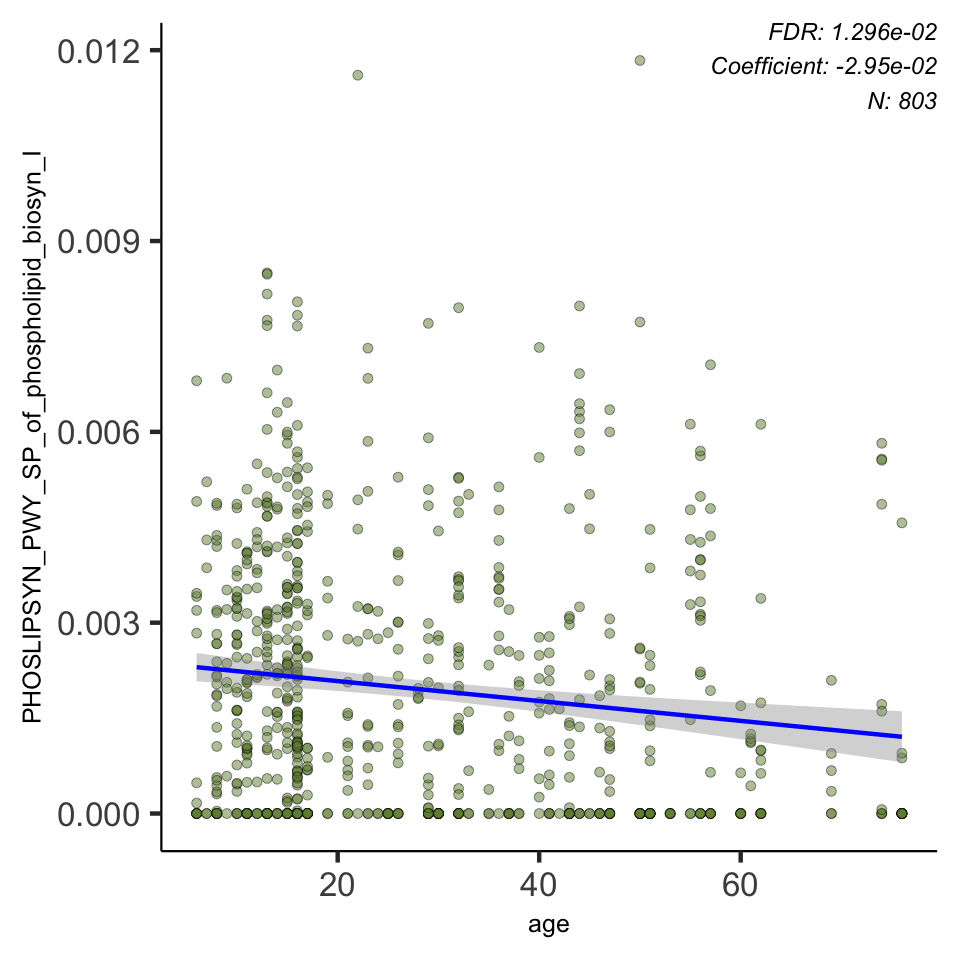 FDR: 1.296e-02
Coefficient: -2.95e-02
N: 803
PHOSLIPSYN_PWY_SP_of_phospholipid_biosyn_I
0.012
0.009
0.006
0.003
0.000
20 40 60
age